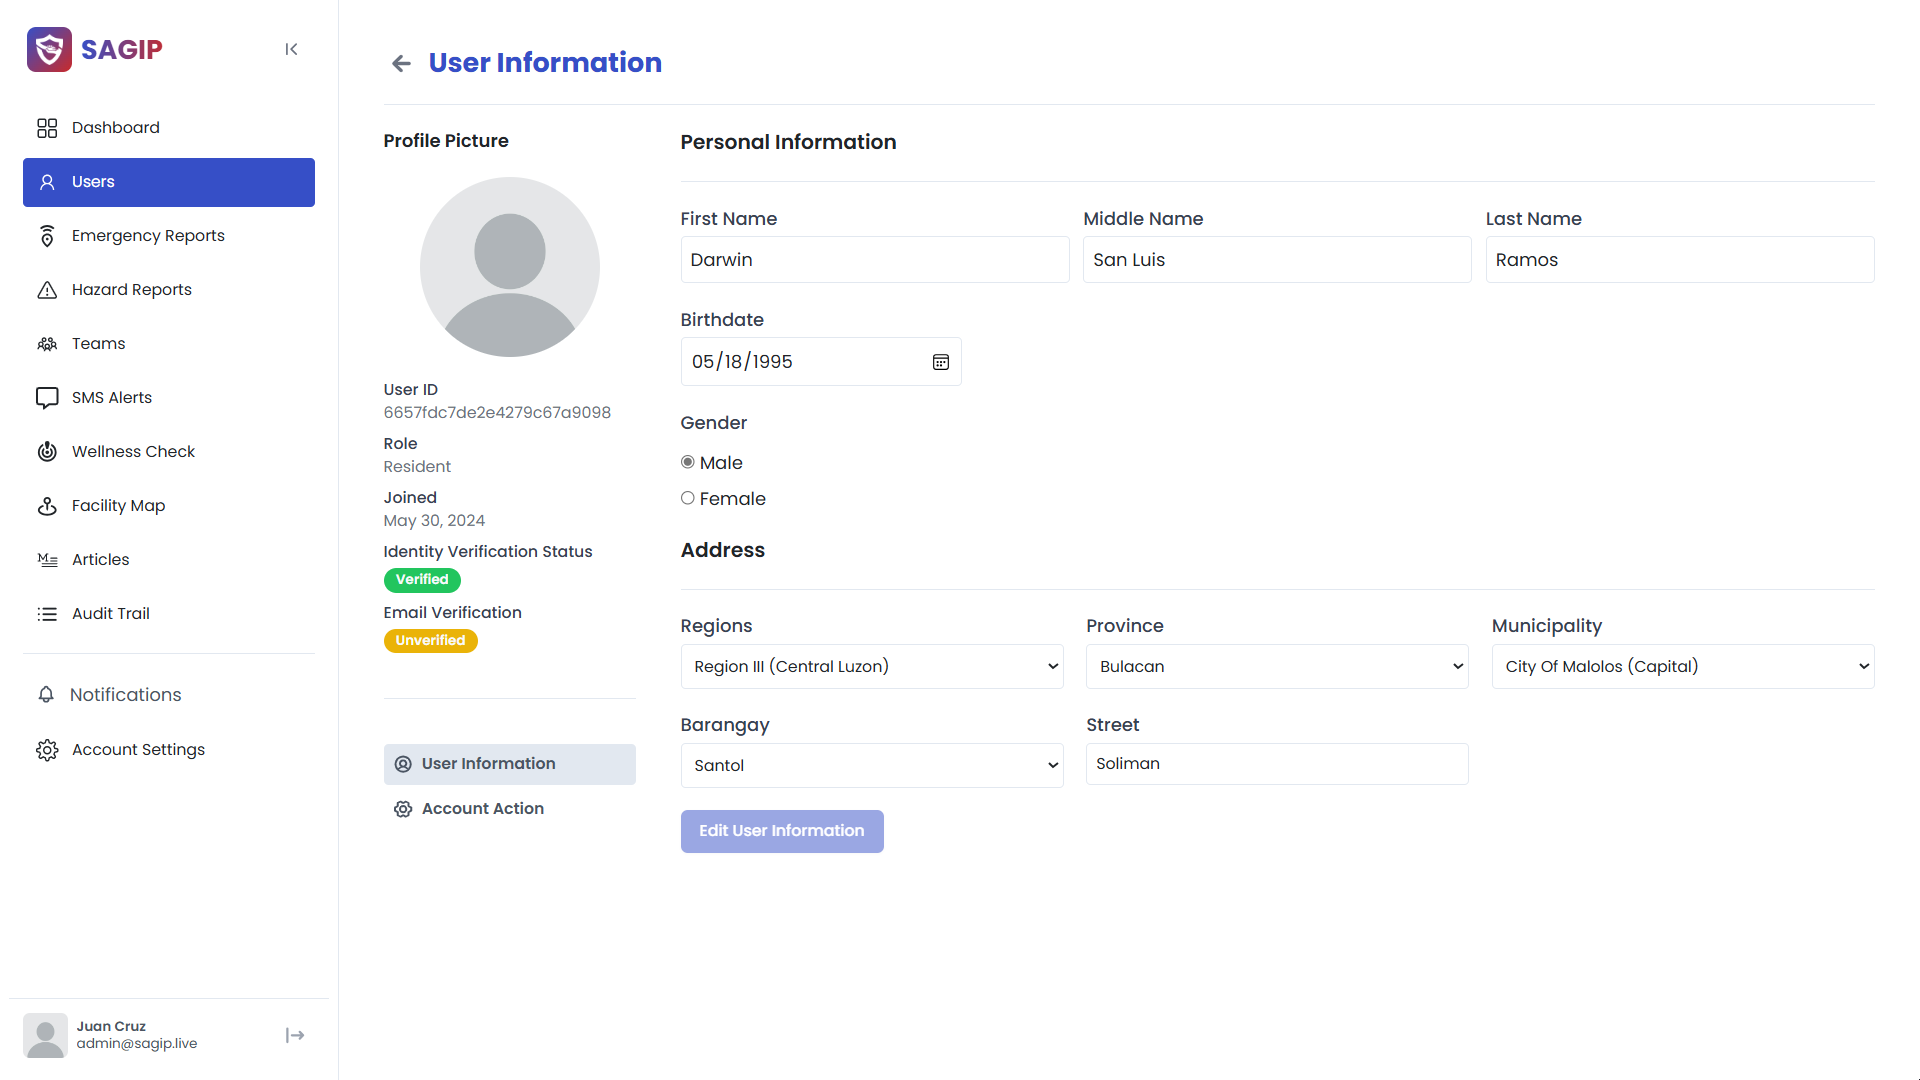 SAGIP
Dashboard
Users
Emergency Reports
Hazard Reports
Teams
SMS Alerts
Wellness Check
Facility Map
Articles
Audit Trail
Notifications
Account Settings
Juan Cruz
admin@sagip.live
User Information
Profile Picture
User ID
6657fdc7de2e4279c67a9098
Role
Resident
Joined
May 30, 2024
Identity Verification Status
Verified
Email Verification
Unverified
User Information
Account Action
Personal Information
First Name Middle Name Last Name
Darwin San Luis Ramos
Birthdate
05/18/1995
Gender
Male
Female
Address
Regions Province Municipality
Region III (Central Luzon) Bulacan City Of Malolos (Capital)
Barangay Street
Santol Soliman
Edit User Information